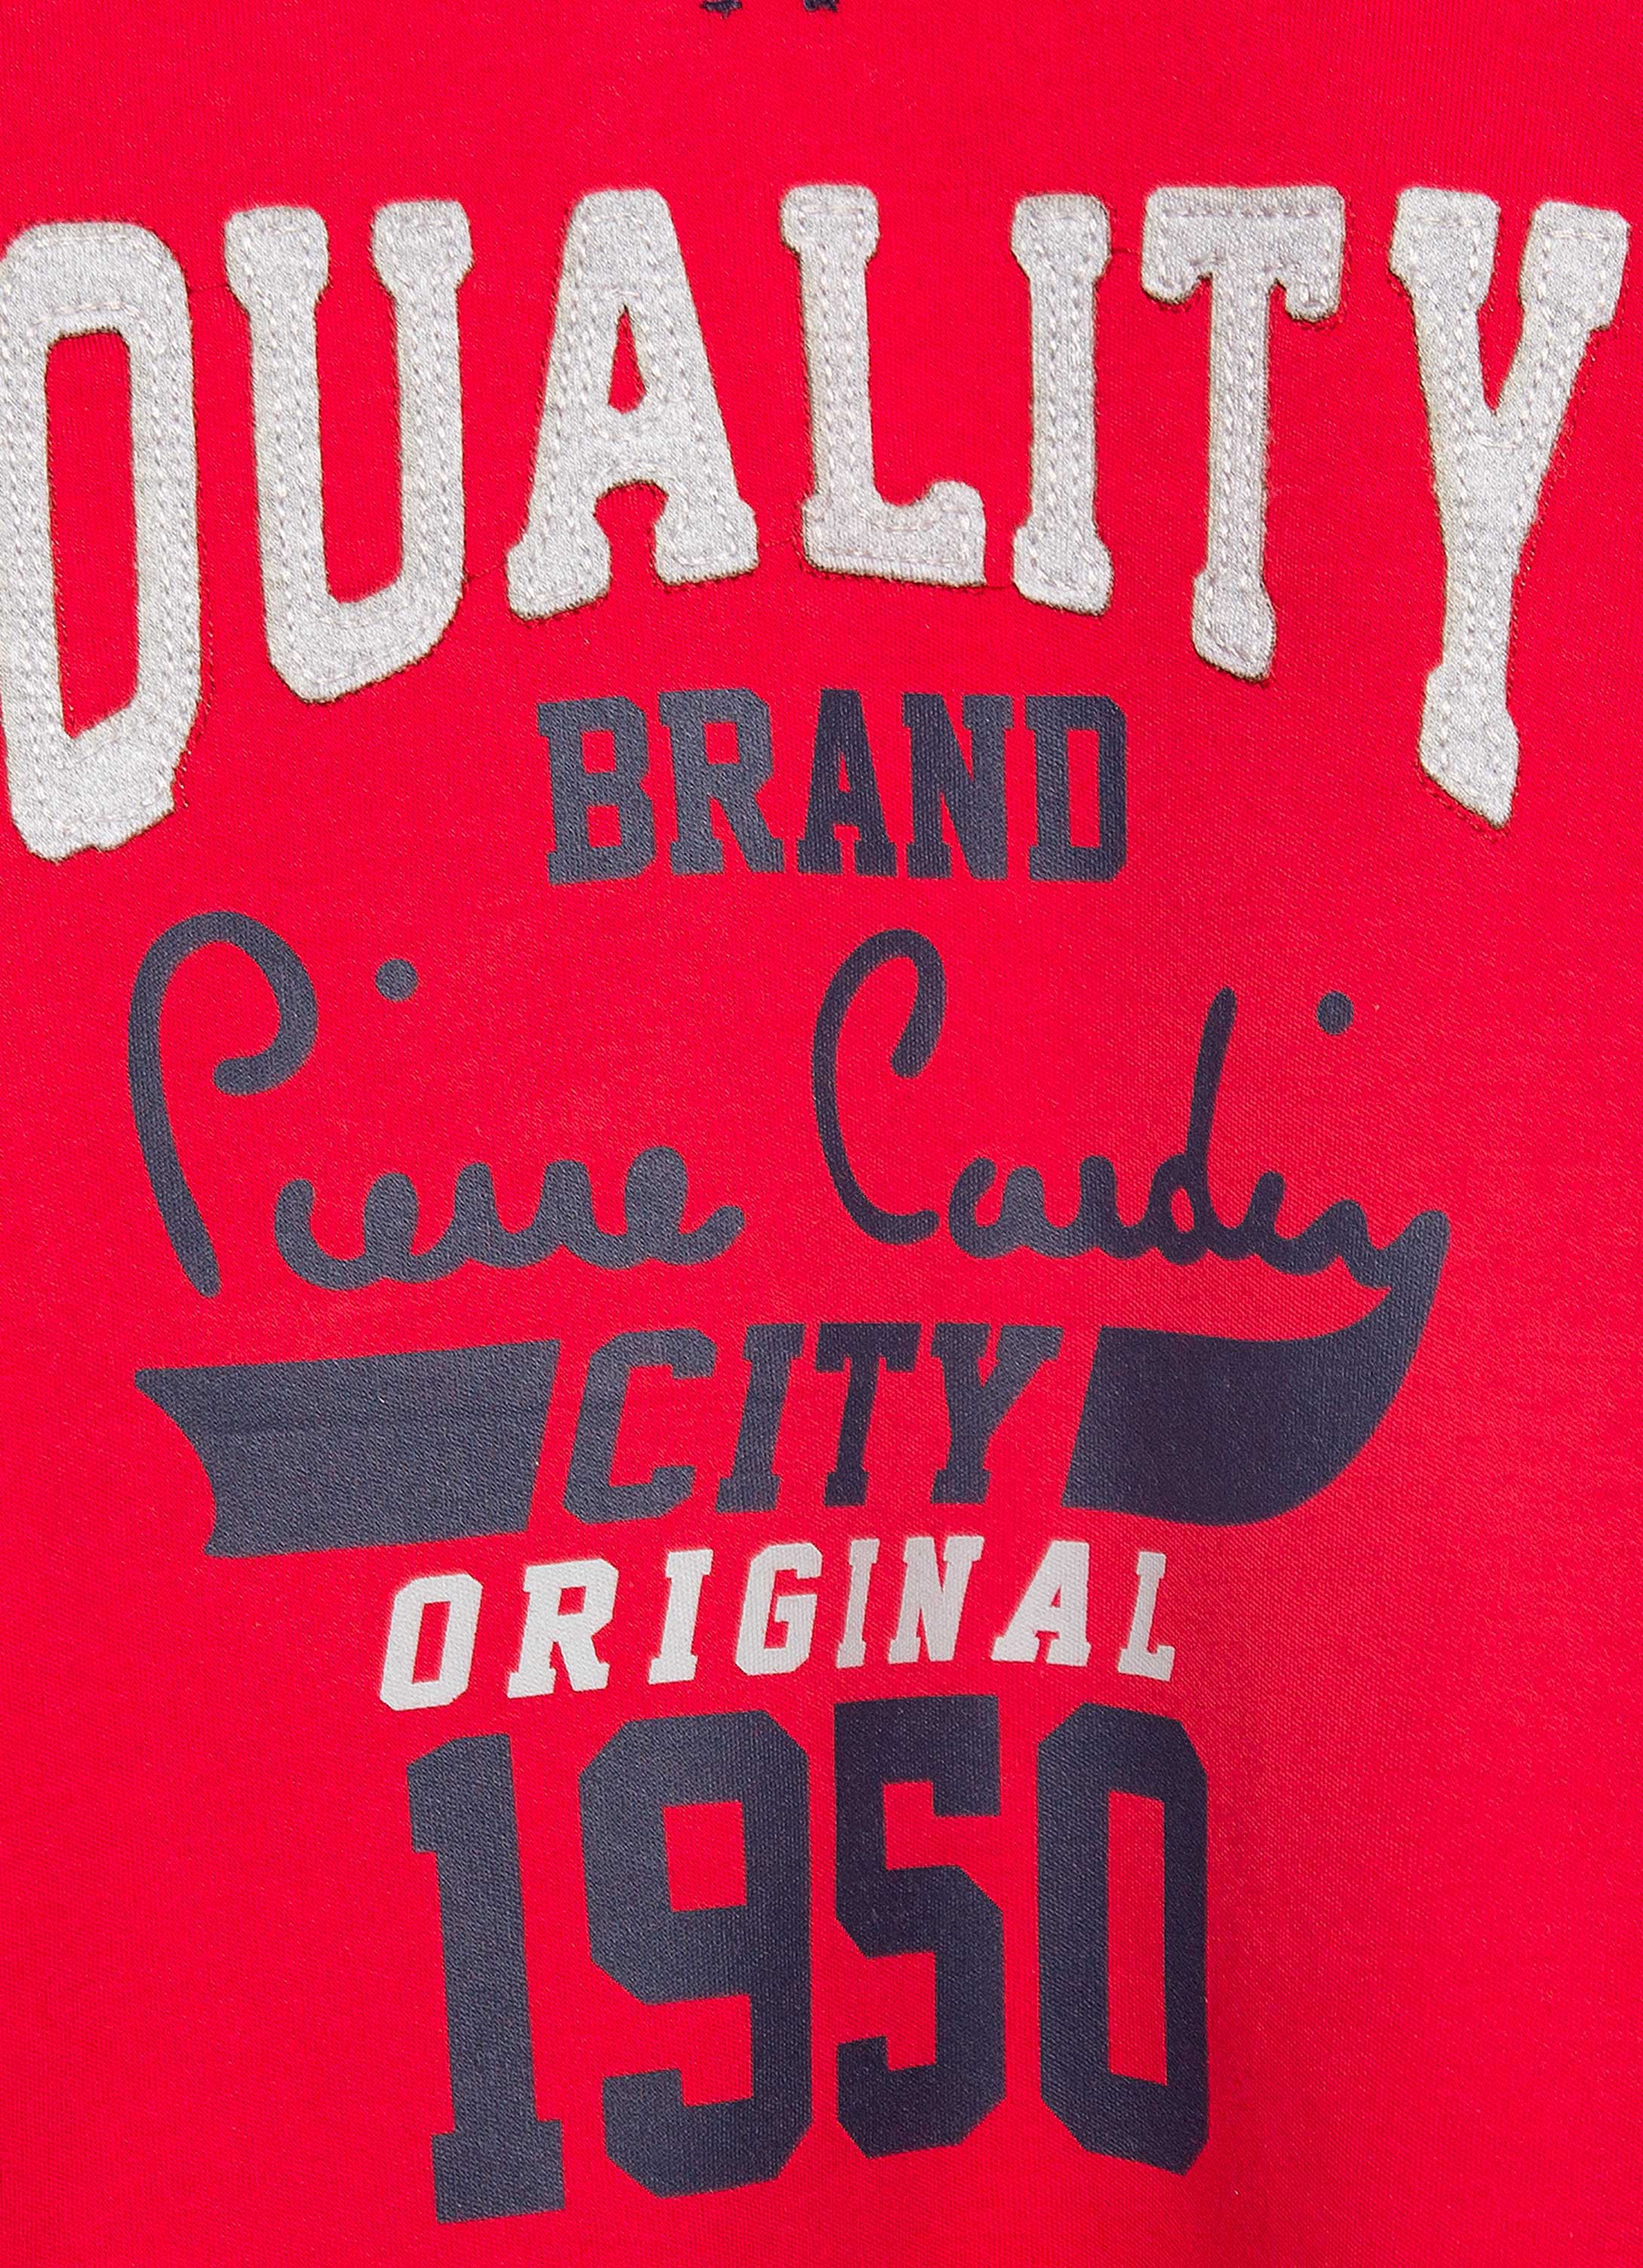 QUALITY
BRAND
Pierre Cardin
CITY
ORIGINAL
1950